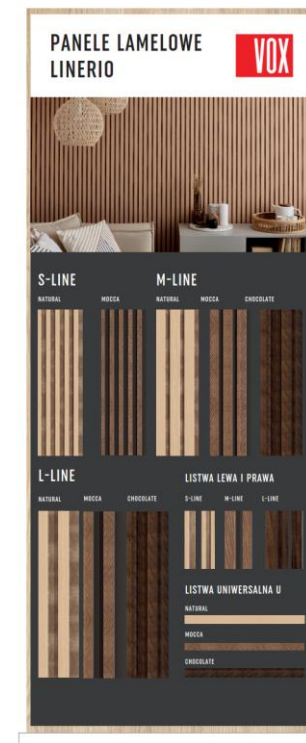 PANELE LAMELOWE
LINERIO
VOX
S-LINE
NATURAL MOCCA
M-LINE
NATURAL MOCCA CHOCOLATE
L-LINE
NATURAL MOCCA CHOCOLATE
LISTWA LEWA I PRAWA
S-LINE M-LINE L-LINE
LISTWA UNIWERSALNA U
NATURAL
MOCCA
CHOCOLATE